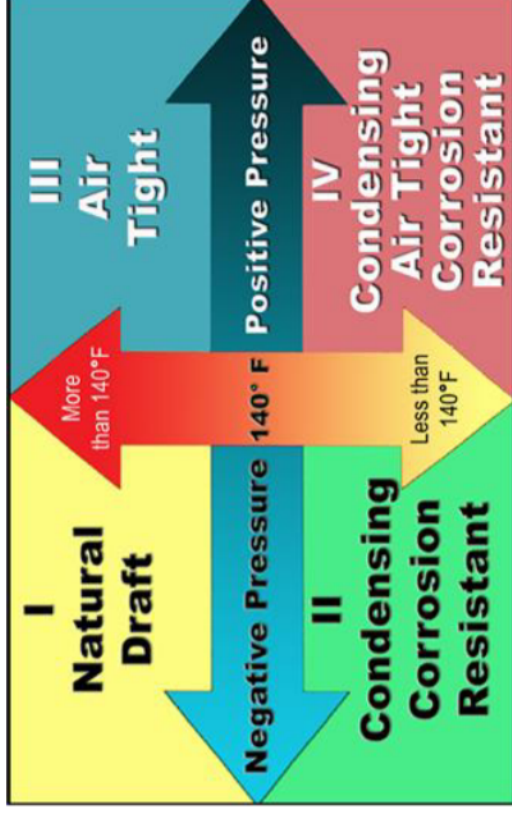 I
Natural
Draft
III
Air
Tight
More
than 140°F
Negative Pressure 140° F Positive Pressure
Less than
140°F
II
Condensing
Corrosion
Resistant
IV
Condensing
Air Tight
Corrosion
Resistant